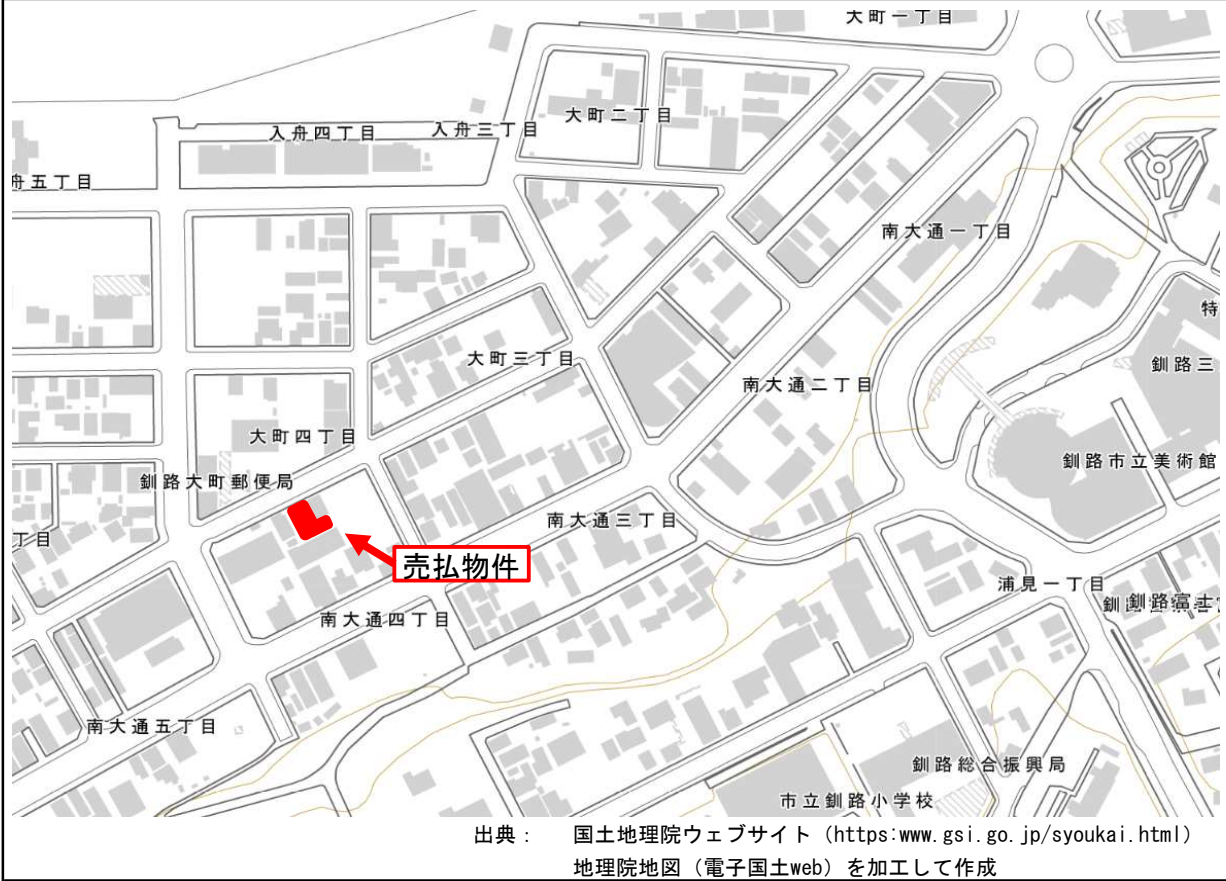 大町一丁目
大町二丁目
入舟四丁目
入舟三丁目
舟五丁目
南大通一丁目
特
大町三丁目
釧路三
南大通二丁目
大町四丁目
釧路市立美術館
釧路大町郵便局
南大通三丁目
丁目
売払物件
浦見一丁目
釧路富士
南大通四丁目
南大通五丁目
釧路総合振興局
市立釧路小学校
出典： 国土地理院ウェブサイト（https:www.gsi.go.jp/syoukai.html）
地理院地図（電子国土web）を加工して作成